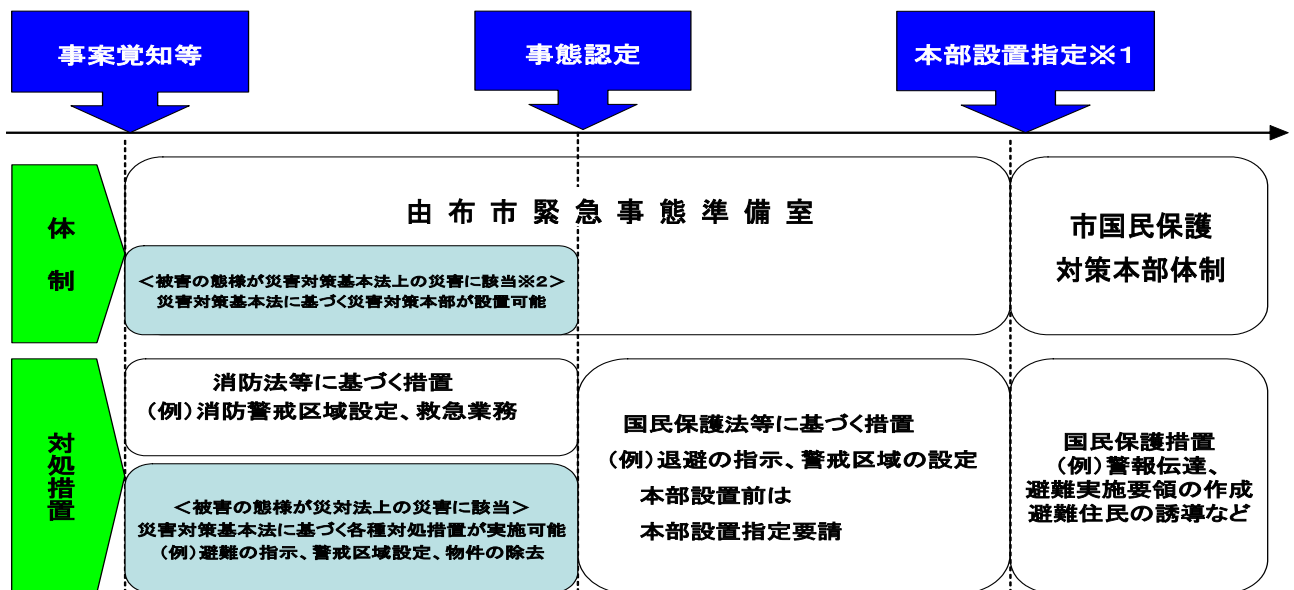 事案覚知等
事態認定
本部設置指定※1
体
制
由布市緊急事態準備室
＜被害の態様が災害対策基本法上の災害に該当※2＞
災害対策基本法に基づく災害対策本部が設置可能
市国民保護
対策本部体制
対処措置
消防法等に基づく措置
（例）消防警戒区域設定、救急業務
＜被害の態様が災対法上の災害に該当＞
災害対策基本法に基づく各種対処措置が実施可能
（例）避難の指示、警戒区域設定、物件の除去
国民保護法等に基づく措置
（例）退避の指示、警戒区域の設定
本部設置前は
本部設置指定要請
国民保護措置
（例）警報伝達、
避難実施要領の作成
避難住民の誘導など